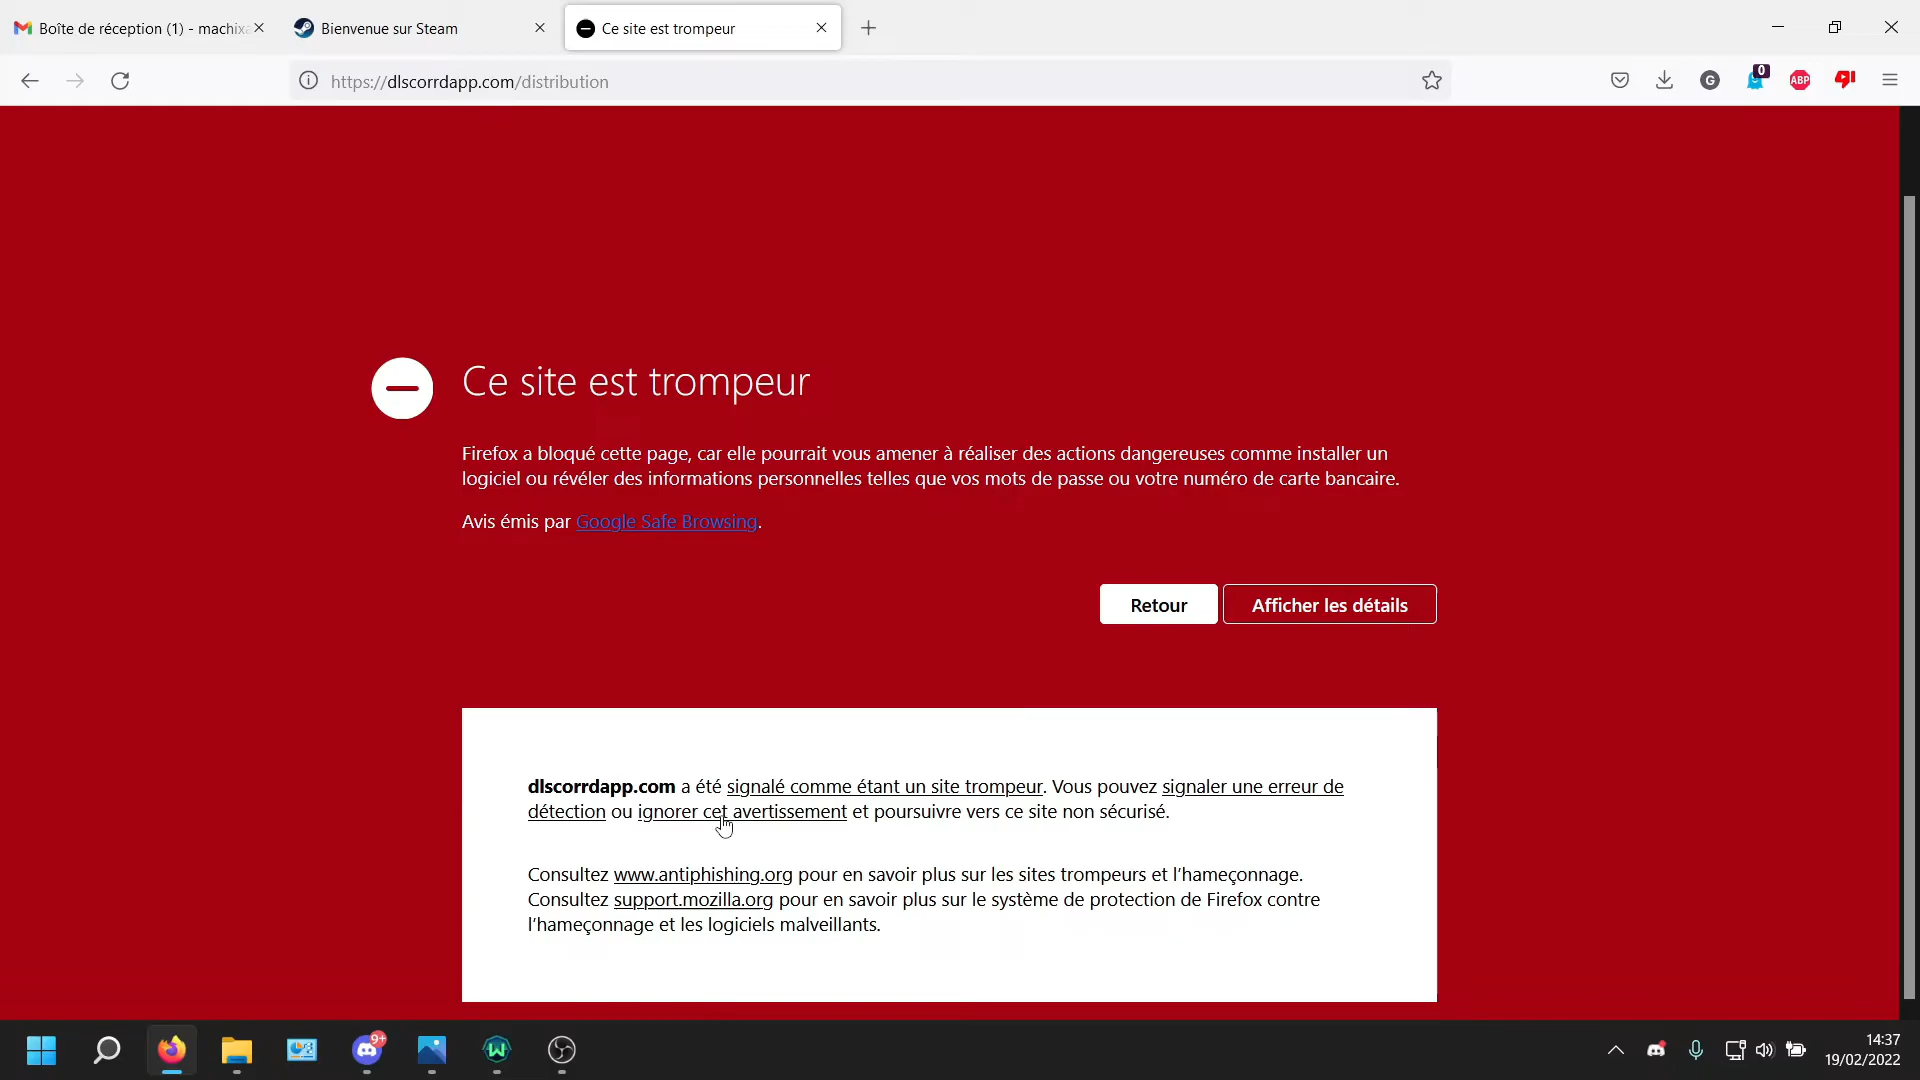 Boîte de réception (1) - machixa
Bienvenue sur Steam
Ce site est trompeur
https://dlscorrdapp.com/distribution
G
0
ABP
Ce site est trompeur
Firefox a bloqué cette page, car elle pourrait vous amener à réaliser des actions dangereuses comme installer un
logiciel ou révéler des informations personnelles telles que vos mots de passe ou votre numéro de carte bancaire.
Avis émis par Google Safe Browsing.
Retour
Afficher les détails
dlscorrdapp.com a été signalé comme étant un site trompeur. Vous pouvez signaler une erreur de
détection ou ignorer cet avertissement et poursuivre vers ce site non sécurisé.
Consultez www.antiphishing.org pour en savoir plus sur les sites trompeurs et l'hameçonnage.
Consultez support.mozilla.org pour en savoir plus sur le système de protection de Firefox contre
l'hameçonnage et les logiciels malveillants.
9+
W
14:37
19/02/2022